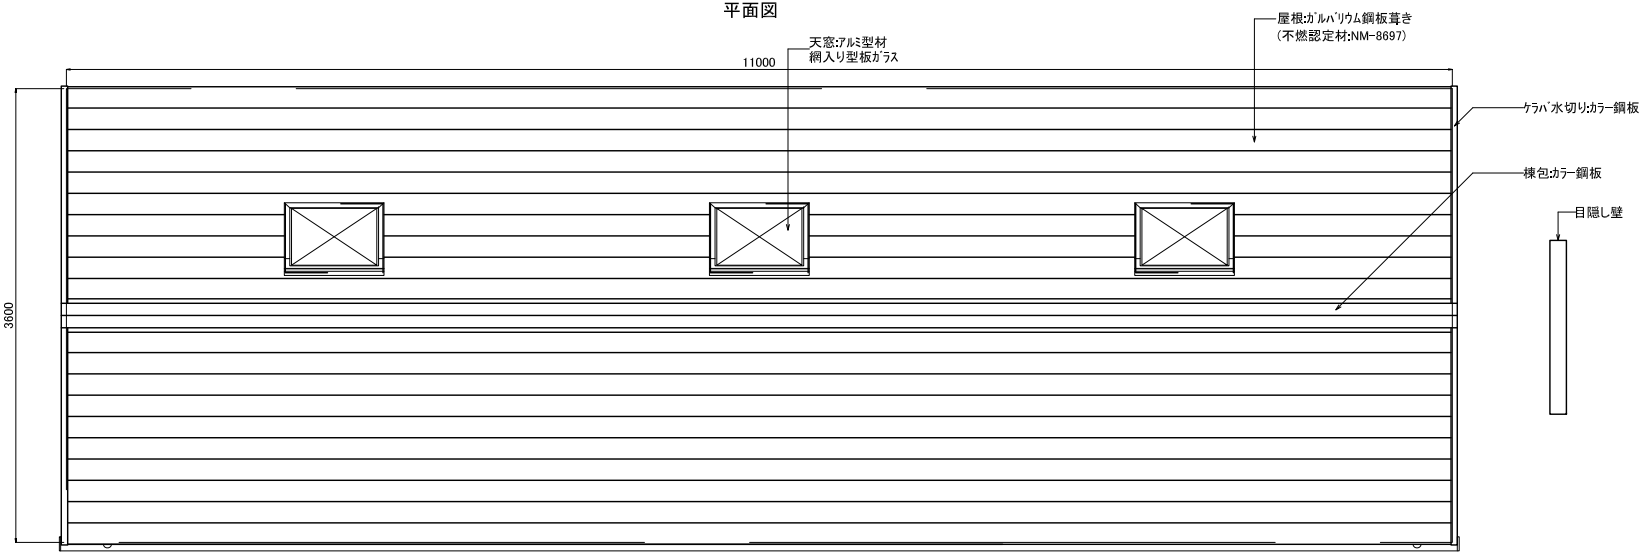 平面図
屋根:ｶﾞﾙﾊﾞﾘｳﾑ鋼板葺き
(不燃認定材:NM-8697)
天窓:ｱﾙﾐ型材
網入り型板ｶﾞﾗｽ
11000
ｹﾗﾊﾞ水切り:ｶﾗｰ鋼板
棟包:ｶﾗｰ鋼板
目隠し壁
3600